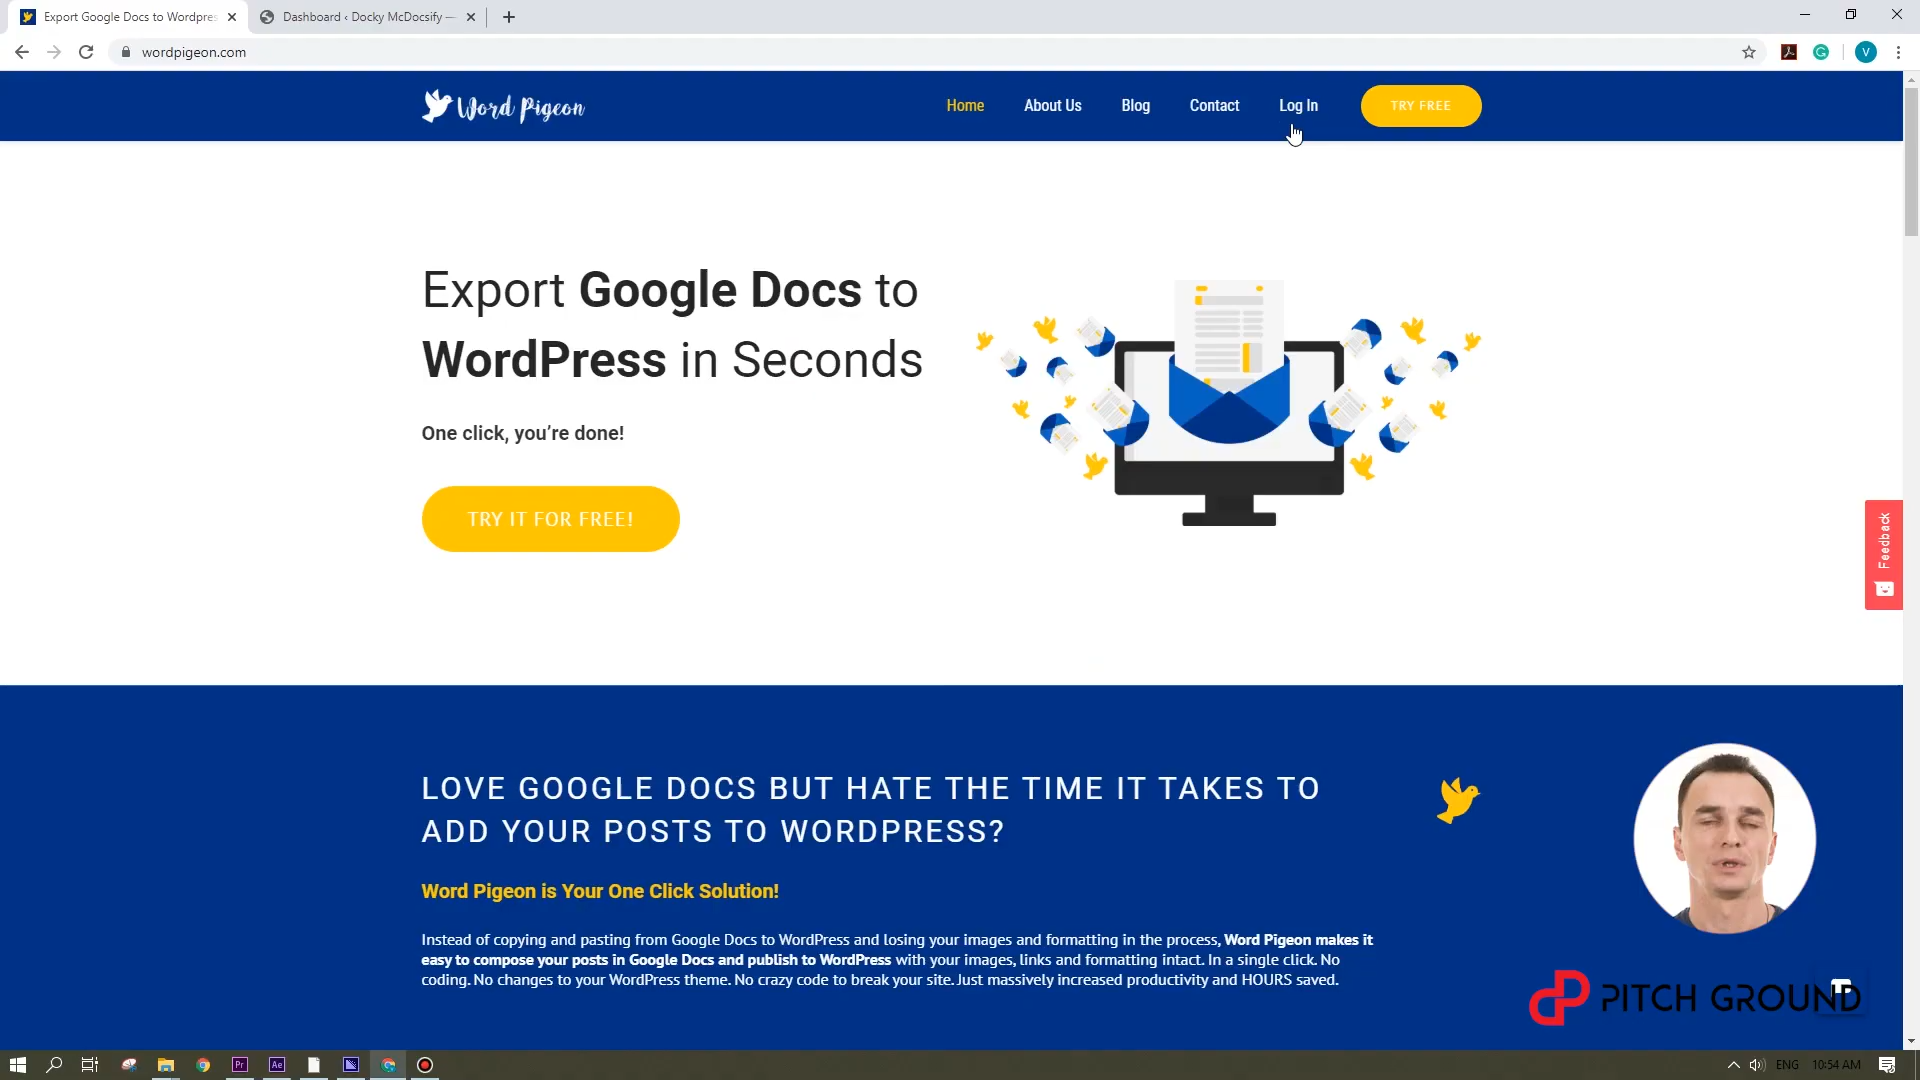 Export Google Docs to Wordpres
Dashboard ‹ Docky McDocsify —
wordpigeon.com
V
Word Pigeon
Home
About Us
Blog
Contact
Log In
TRY FREE
Export Google Docs to
WordPress in Seconds
One click, you’re done!
TRY IT FOR FREE!
Feedback
LOVE GOOGLE DOCS BUT HATE THE TIME IT TAKES TO
ADD YOUR POSTS TO WORDPRESS?
Word Pigeon is Your One Click Solution!
Instead of copying and pasting from Google Docs to WordPress and losing your images and formatting in the process, Word Pigeon makes it
easy to compose your posts in Google Docs and publish to WordPress with your images, links and formatting intact. In a single click. No
coding. No changes to your WordPress theme. No crazy code to break your site. Just massively increased productivity and HOURS saved.
PITCH GROUND
Pr
Ae
ENG
10:54 AM